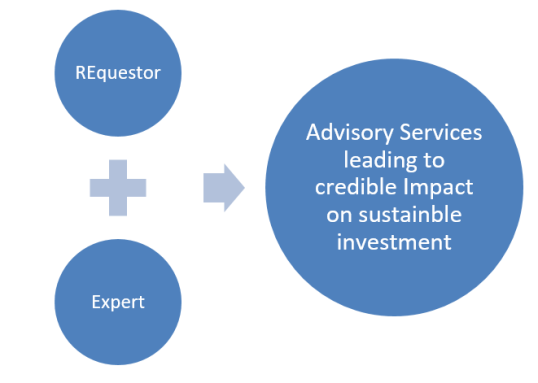 REquestor
Expert
Advisory Services
leading to
credible Impact
on sustainble
investment